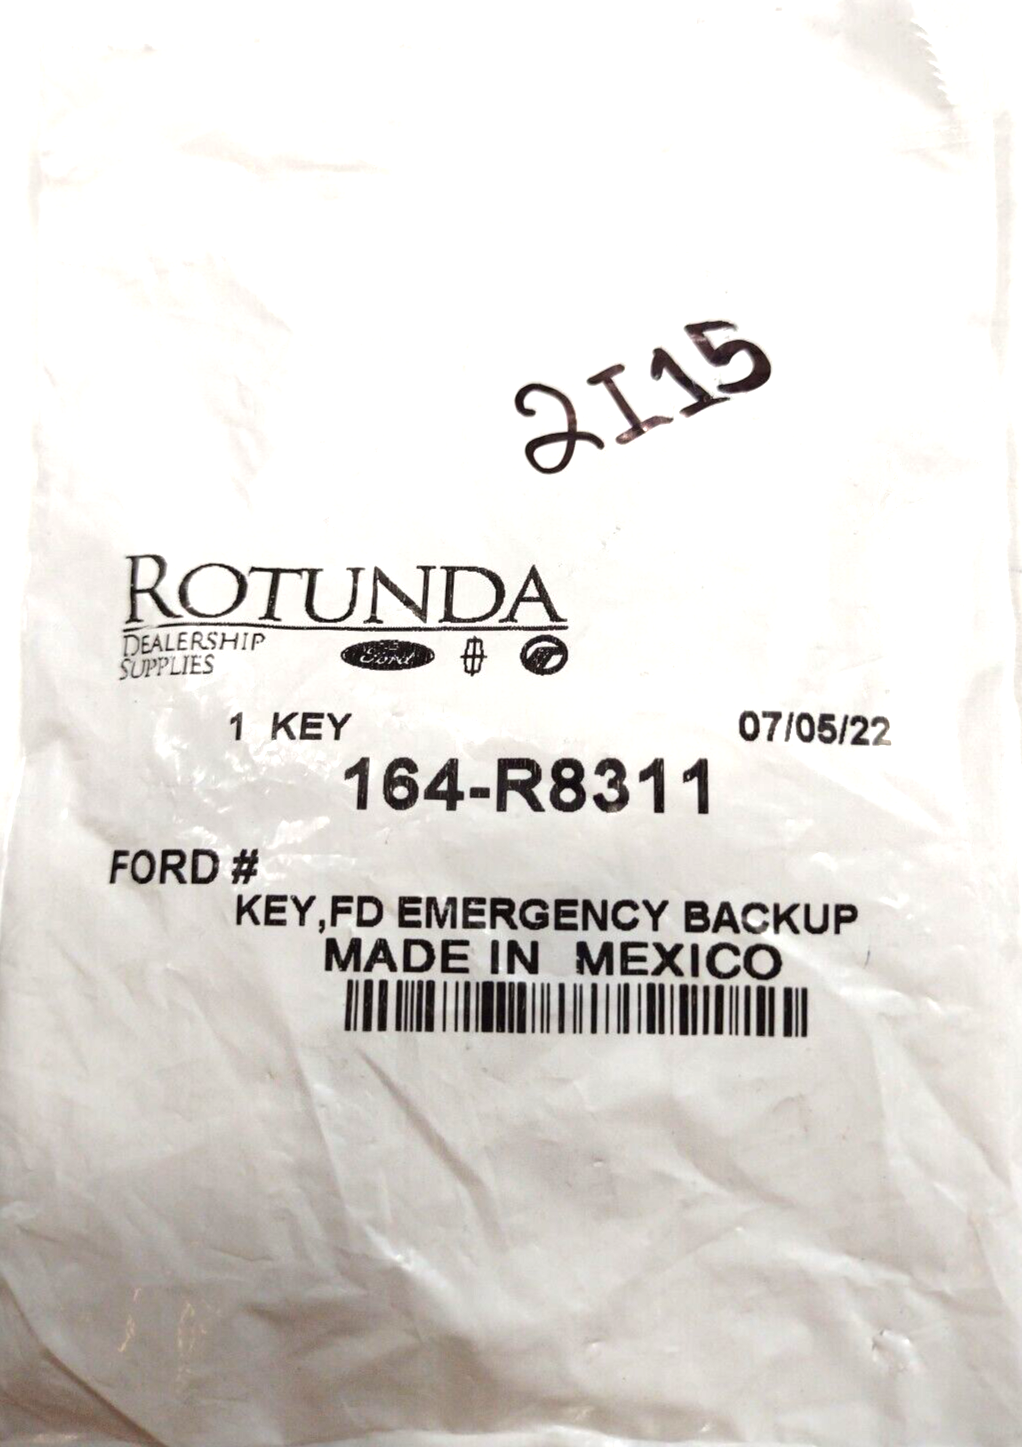 2I15
ROTUNDA
DEALERSHIP
SUPPLIES
Ford
1 KEY
07/05/22
164-R8311
FORD #
KEY,FD EMERGENCY BACKUP
MADE IN MEXICO